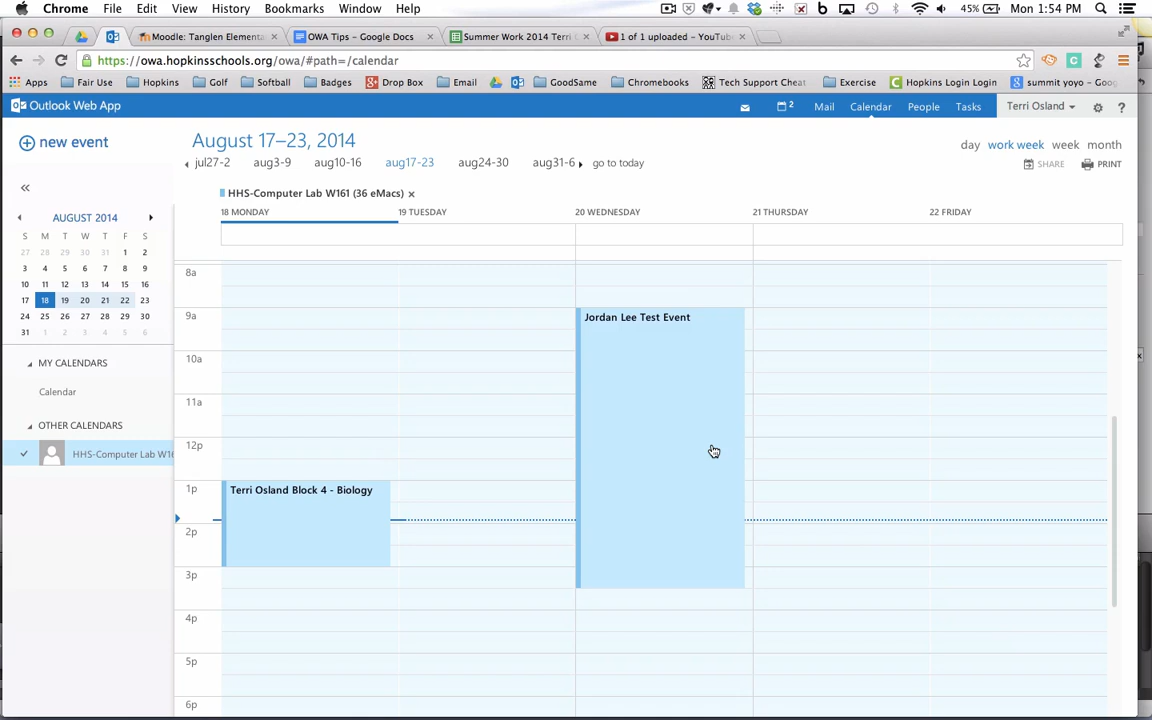 Chrome File Edit View History Bookmarks Window Help 45% Mon 1:54 PM
Moodle: Tanglen Elementa × OWA Tips – Google Docs × Summer Work 2014 Terri × 1 of 1 uploaded – YouTub ×
https://owa.hopkinsschools.org/owa/#path=/calendar
Apps Fair Use Hopkins Golf Softball Badges Drop Box Email GoodSame Chromebooks Tech Support Cheat Exercise Hopkins Login Login summit yoyo – Goog
Outlook Web App 2 Mail Calendar People Tasks Terri Osland ?
new event
August 17–23, 2014
day work week week month
jul27-2 aug3-9 aug10-16 aug17-23 aug24-30 aug31-6 go to today
SHARE PRINT
«
HHS-Computer Lab W161 (36 eMacs) ×
18 MONDAY 19 TUESDAY 20 WEDNESDAY 21 THURSDAY 22 FRIDAY
AUGUST 2014
S M T W T F S
27 28 29 30 31 1 2
3 4 5 6 7 8 9
10 11 12 13 14 15 16
17 18 19 20 21 22 23
24 25 26 27 28 29 30
31 1 2 3 4 5 6
MY CALENDARS
Calendar
OTHER CALENDARS
HHS-Computer Lab W16
8a
9a
10a
11a
12p
1p
2p
3p
4p
5p
6p
Jordan Lee Test Event
Terri Osland Block 4 - Biology